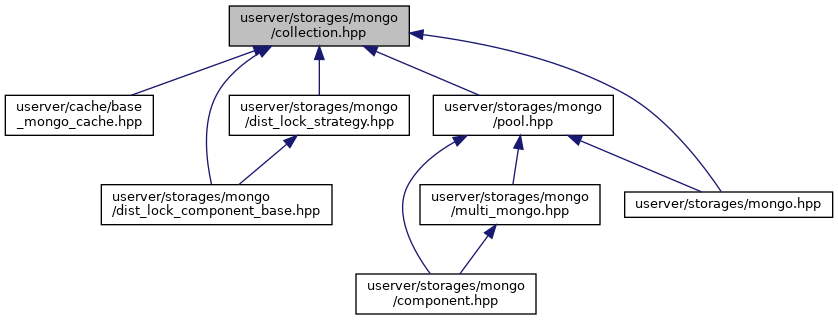 userver/storages/mongo
/collection.hpp
userver/cache/base
_mongo_cache.hpp
userver/storages/mongo
/dist_lock_strategy.hpp
userver/storages/mongo
/pool.hpp
userver/storages/mongo
/dist_lock_component_base.hpp
userver/storages/mongo
/multi_mongo.hpp
userver/storages/mongo.hpp
userver/storages/mongo
/component.hpp